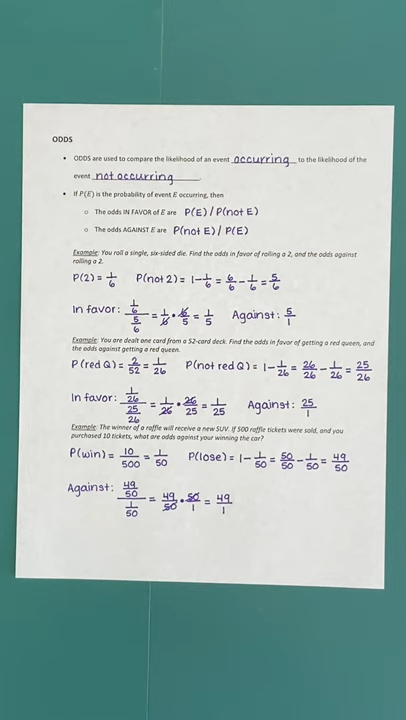 ODDS
• ODDS are used to compare the likelihood of an event occurring to the likelihood of the
event not occurring.
• If P(E) is the probability of event E occurring, then
o The odds IN FAVOR of E are P(E) / P(not E)
o The odds AGAINST E are P(not E) / P(E)
Example: You roll a single, six-sided die. Find the odds in favor of rolling a 2, and the odds against
rolling a 2.
P(2) = 1/6 P(not 2) = 1 - 1/6 = 6/6 - 1/6 = 5/6
In favor: (1/6)/(5/6) = 1/6 • 6/5 = 1/5 Against: 5/1
Example: You are dealt one card from a 52-card deck. Find the odds in favor of getting a red queen, and
the odds against getting a red queen.
P(red Q) = 2/52 = 1/26 P(not red Q) = 1 - 1/26 = 26/26 - 1/26 = 25/26
In favor: (1/26)/(25/26) = 1/26 • 26/25 = 1/25 Against: 25/1
Example: The winner of a raffle will receive a new SUV. If 500 raffle tickets were sold, and you
purchased 10 tickets, what are odds against your winning the car?
P(win) = 10/500 = 1/50 P(lose) = 1 - 1/50 = 50/50 - 1/50 = 49/50
Against: (49/50)/(1/50) = 49/50 • 50/1 = 49/1